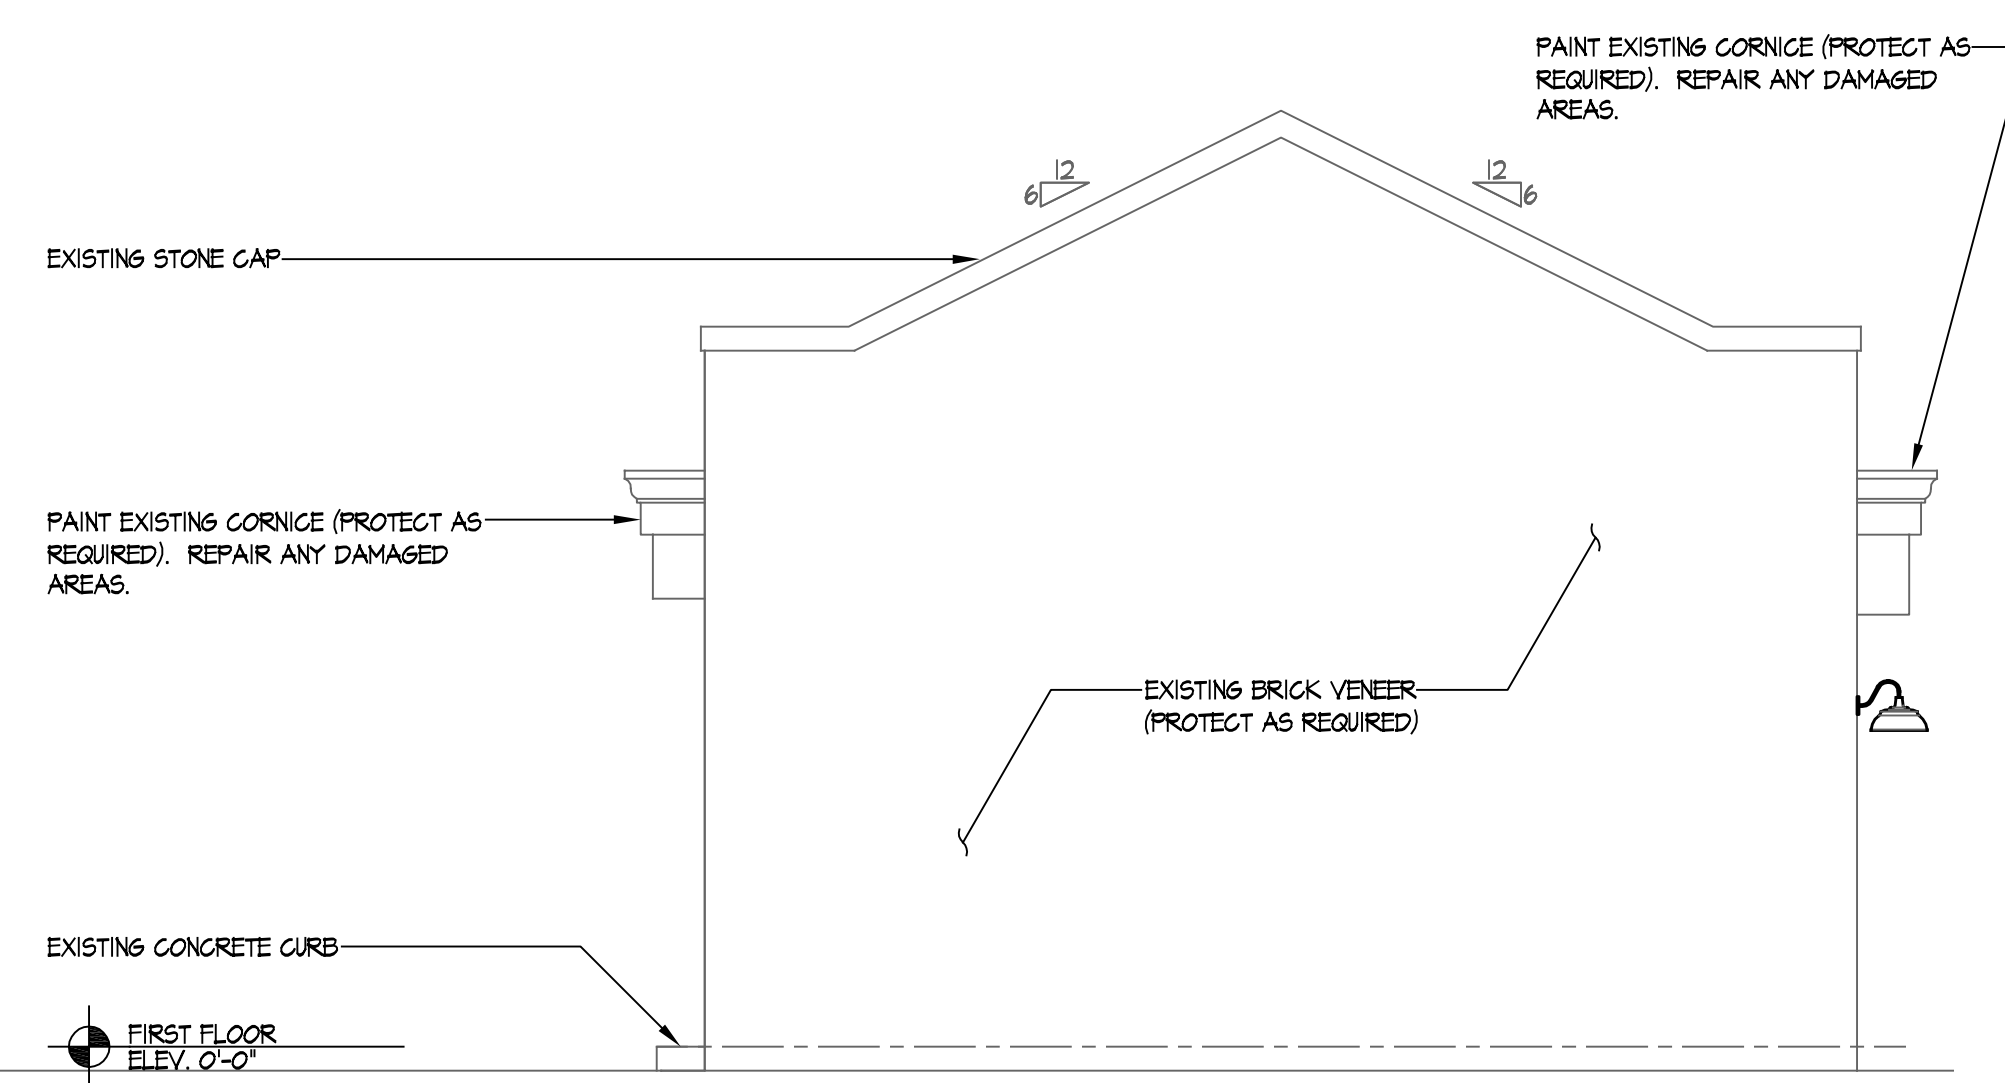 PAINT EXISTING CORNICE (PROTECT AS
REQUIRED). REPAIR ANY DAMAGED
AREAS.
12
6
12
6
EXISTING STONE CAP
PAINT EXISTING CORNICE (PROTECT AS
REQUIRED). REPAIR ANY DAMAGED
AREAS.
EXISTING BRICK VENEER
(PROTECT AS REQUIRED)
EXISTING CONCRETE CURB
FIRST FLOOR
ELEV. 0'-0"